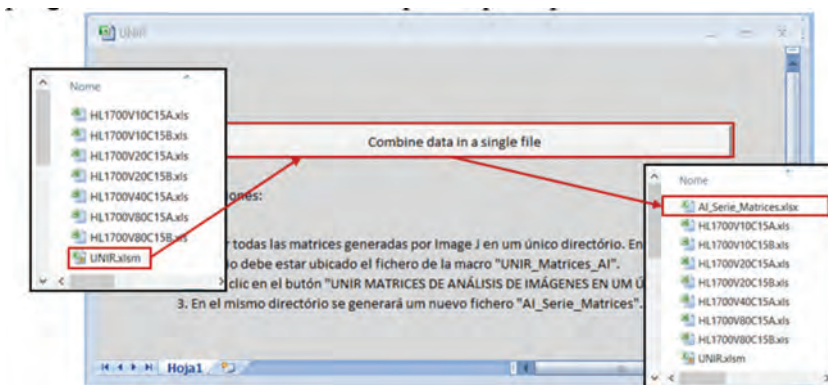 UNIR
Nome
HL1700V10C15A.xls
HL1700V10C15B.xls
HL1700V20C15A.xls
HL1700V20C15B.xls
HL1700V40C15A.xls
HL1700V80C15A.xls
HL1700V80C15B.xls
UNIR.xlsm
Combine data in a single file
ones:
todas las matrices generadas por Image J en um único directório. En
io debe estar ubicado el fichero de la macro "UNIR_Matrices_AI".
clic en el butón "UNIR MATRICES DE ANÁLISIS DE IMÁGENES EN UM Ú
3. En el mismo directório se generará um nuevo fichero "AI_Serie_Matrices".
Hoja1
Nome
AI_Serie_Matrices.xlsx
HL1700V10C15A.xls
HL1700V10C15B.xls
HL1700V20C15A.xls
HL1700V20C15B.xls
HL1700V40C15A.xls
HL1700V80C15A.xls
HL1700V80C15B.xls
UNIR.xlsm